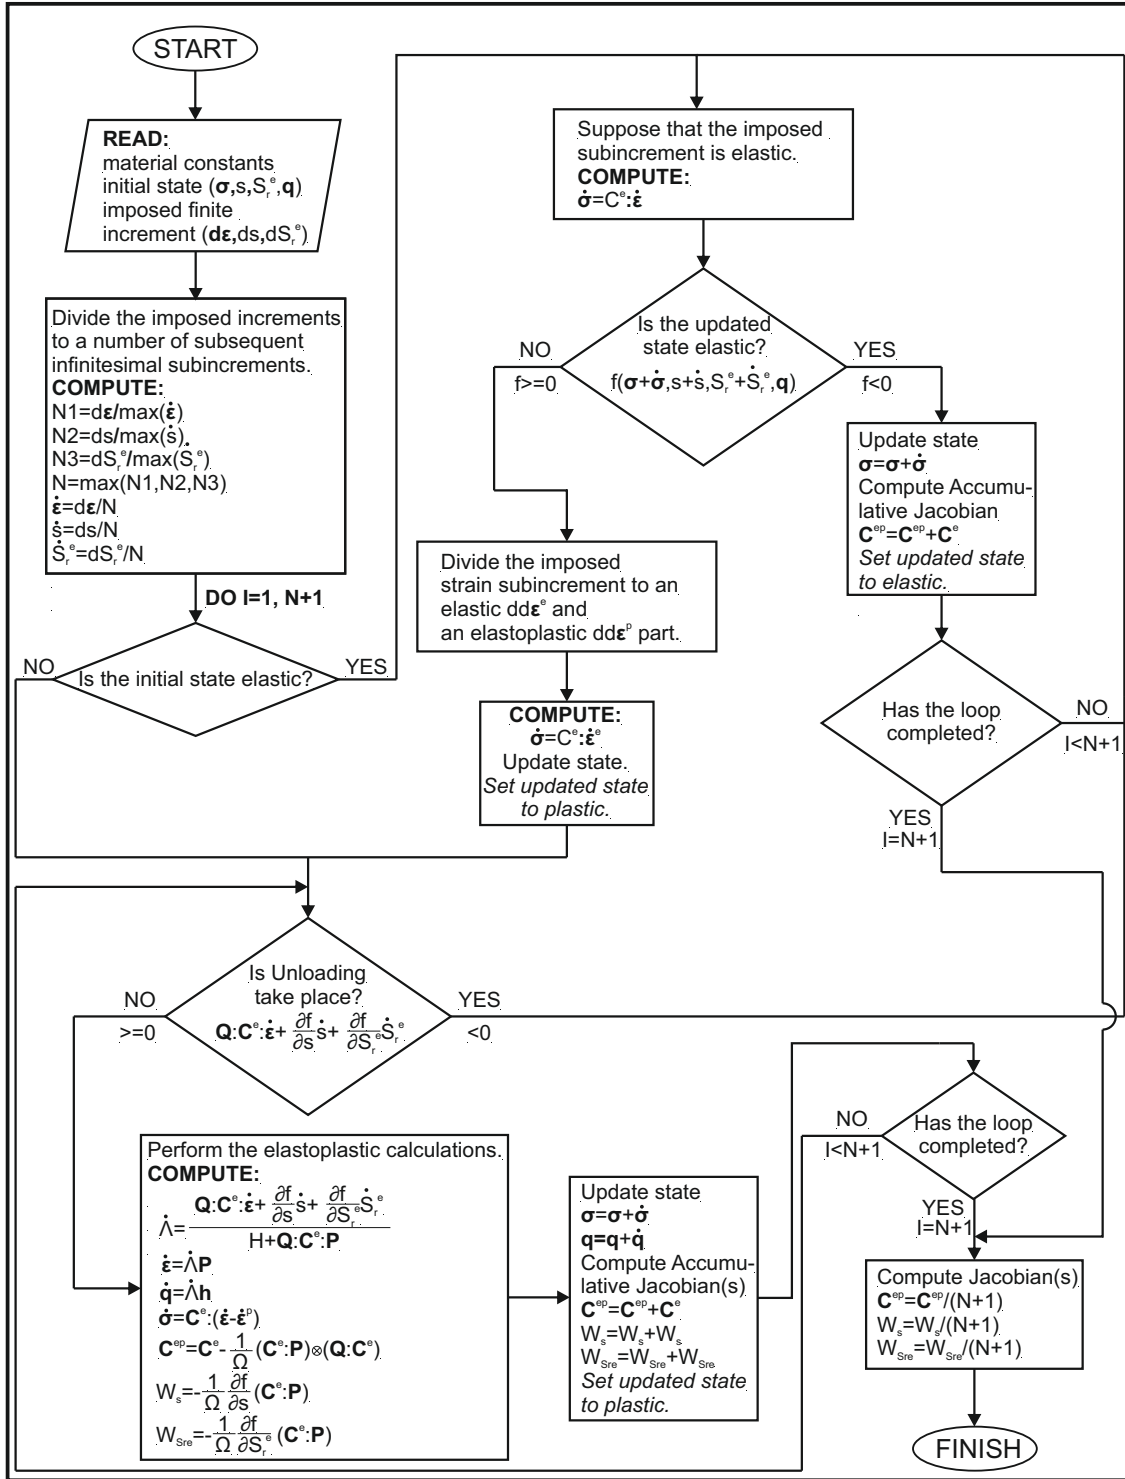 START
READ:
material constants
initial state (σ,s,S_r^e,q)
imposed finite
increment (dε,ds,dS_r^e)
Divide the imposed increments
to a number of subsequent
infinitesimal subincrements.
COMPUTE:
N1=dε/max(ε̇)
N2=ds/max(ṡ)
N3=dS_r^e/max(Ṡ_r^e)
N=max(N1,N2,N3)
ε̇=dε/N
ṡ=ds/N
Ṡ_r^e=dS_r^e/N
DO I=1, N+1
NO
Is the initial state elastic?
YES
Suppose that the imposed
subincrement is elastic.
COMPUTE:
σ̇=C^e:ε̇
Is the updated
state elastic?
f(σ+σ̇,s+ṡ,S_r^e+Ṡ_r^e,q)
NO
f>=0
YES
f<0
Divide the imposed
strain subincrement to an
elastic ddε^e and
an elastoplastic ddε^p part.
COMPUTE:
σ̇=C^e:ε̇^e
Update state.
Set updated state
to plastic.
Update state
σ=σ+σ̇
Compute Accumu-
lative Jacobian
C^ep=C^ep+C^e
Set updated state
to elastic.
Has the loop
completed?
NO
I<N+1
YES
I=N+1
Is Unloading
take place?
Q:C^e:ε̇+ ∂f/∂s ṡ+ ∂f/∂S_r^e Ṡ_r^e
NO
>=0
YES
<0
Perform the elastoplastic calculations.
COMPUTE:
Λ̇= (Q:C^e:ε̇+ ∂f/∂s ṡ+ ∂f/∂S_r^e Ṡ_r^e)/(H+Q:C^e:P)
ε̇=Λ̇P
q̇=Λ̇h
σ̇=C^e:(ε̇-ε̇^p)
C^ep=C^e-1/Ω (C^e:P)⊗(Q:C^e)
W_s=-1/Ω ∂f/∂s (C^e:P)
W_Sre=-1/Ω ∂f/∂S_r^e (C^e:P)
Update state
σ=σ+σ̇
q=q+q̇
Compute Accumu-
lative Jacobian(s)
C^ep=C^ep+C^e
W_s=W_s+W_s
W_Sre=W_Sre+W_Sre
Set updated state
to plastic.
Has the loop
completed?
NO
I<N+1
YES
I=N+1
Compute Jacobian(s)
C^ep=C^ep/(N+1)
W_s=W_s/(N+1)
W_Sre=W_Sre/(N+1)
FINISH